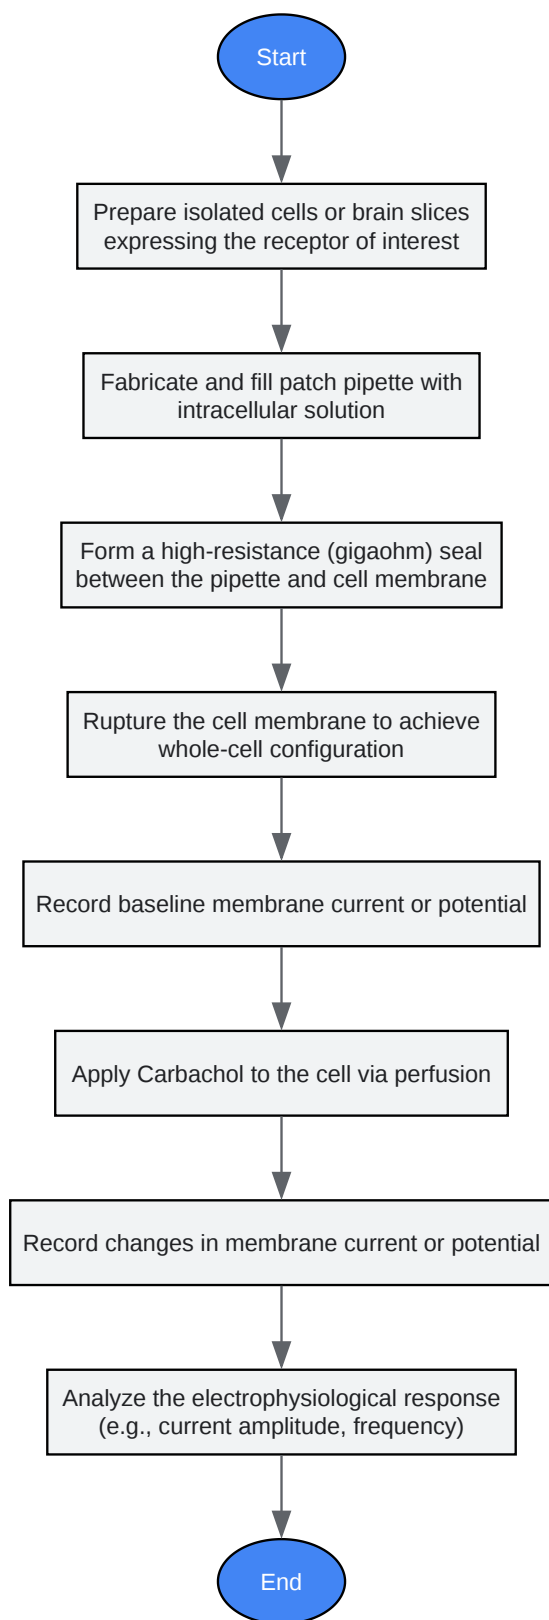 Start
Prepare isolated cells or brain slices
expressing the receptor of interest
Fabricate and fill patch pipette with
intracellular solution
Form a high-resistance (gigaohm) seal
between the pipette and cell membrane
Rupture the cell membrane to achieve
whole-cell configuration
Record baseline membrane current or potential
Apply Carbachol to the cell via perfusion
Record changes in membrane current or potential
Analyze the electrophysiological response
(e.g., current amplitude, frequency)
End